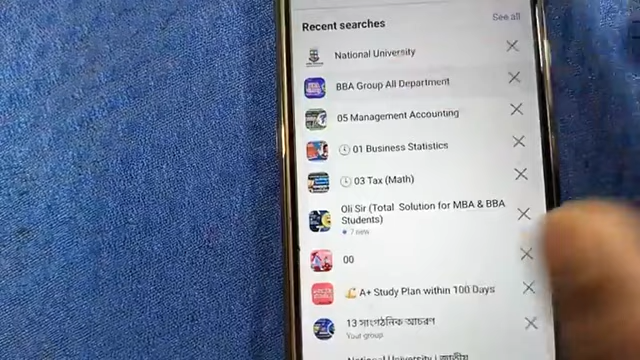 Recent searches
See all
National University
BBA Group All Department
05 Management Accounting
01 Business Statistics
03 Tax (Math)
Oli Sir (Total Solution for MBA & BBA
Students)
7 new
00
A+ Study Plan within 100 Days
13 সাংগঠনিক আচরণ
Your group
National University । জাতীয়